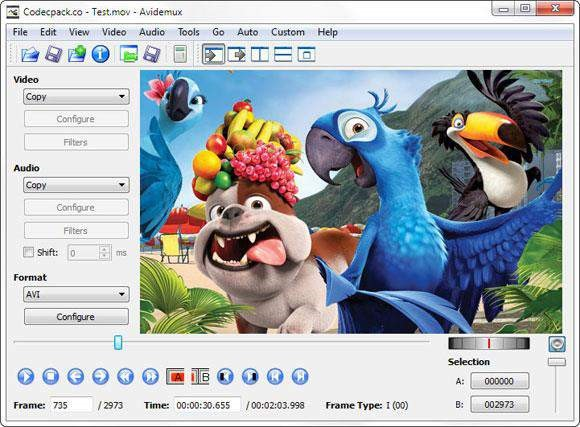 Codecpack.co - Test.mov - Avidemux
File Edit View Video Audio Tools Go Auto Custom Help
Video
Copy
Configure
Filters
Audio
Copy
Configure
Filters
Shift: 0 ms
Format
AVI
Configure
A B
Selection
A: 000000
B: 002973
Frame: 735 / 2973 Time: 00:00:30.655 / 00:02:03.998 Frame Type: I (00)